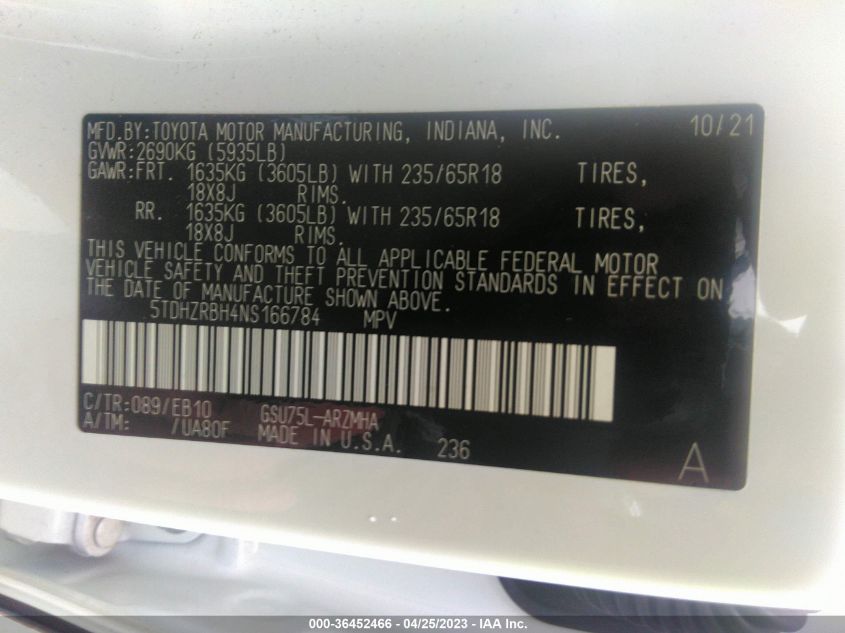 MFD.BY:TOYOTA MOTOR MANUFACTURING, INDIANA, INC. 10/21
GVWR:2690KG (5935LB)
GAWR:FRT. 1635KG (3605LB) WITH 235/65R18 TIRES,
18X8J RIMS.
RR. 1635KG (3605LB) WITH 235/65R18 TIRES,
18X8J RIMS.
THIS VEHICLE CONFORMS TO ALL APPLICABLE FEDERAL MOTOR
VEHICLE SAFETY AND THEFT PREVENTION STANDARDS IN EFFECT ON
THE DATE OF MANUFACTURE SHOWN ABOVE.
5TDHZRBH4NS166784 MPV
C/TR:089/EB10 GSU75L-ARZMHA
A/TM: /UA80F MADE IN U.S.A. 236 A
000-36452466 - 04/25/2023 - IAA Inc.